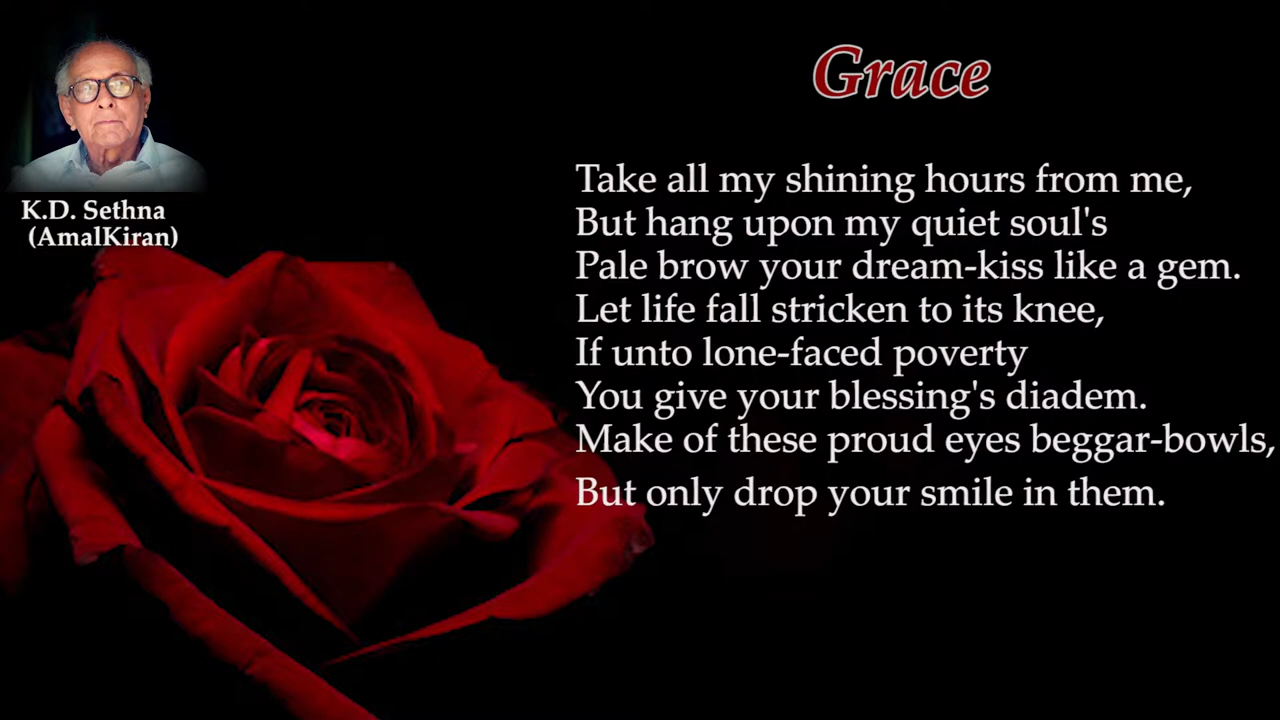 Grace
Take all my shining hours from me,
But hang upon my quiet soul's
Pale brow your dream-kiss like a gem.
Let life fall stricken to its knee,
If unto lone-faced poverty
You give your blessing's diadem.
Make of these proud eyes beggar-bowls,
But only drop your smile in them.
K.D. Sethna
(AmalKiran)